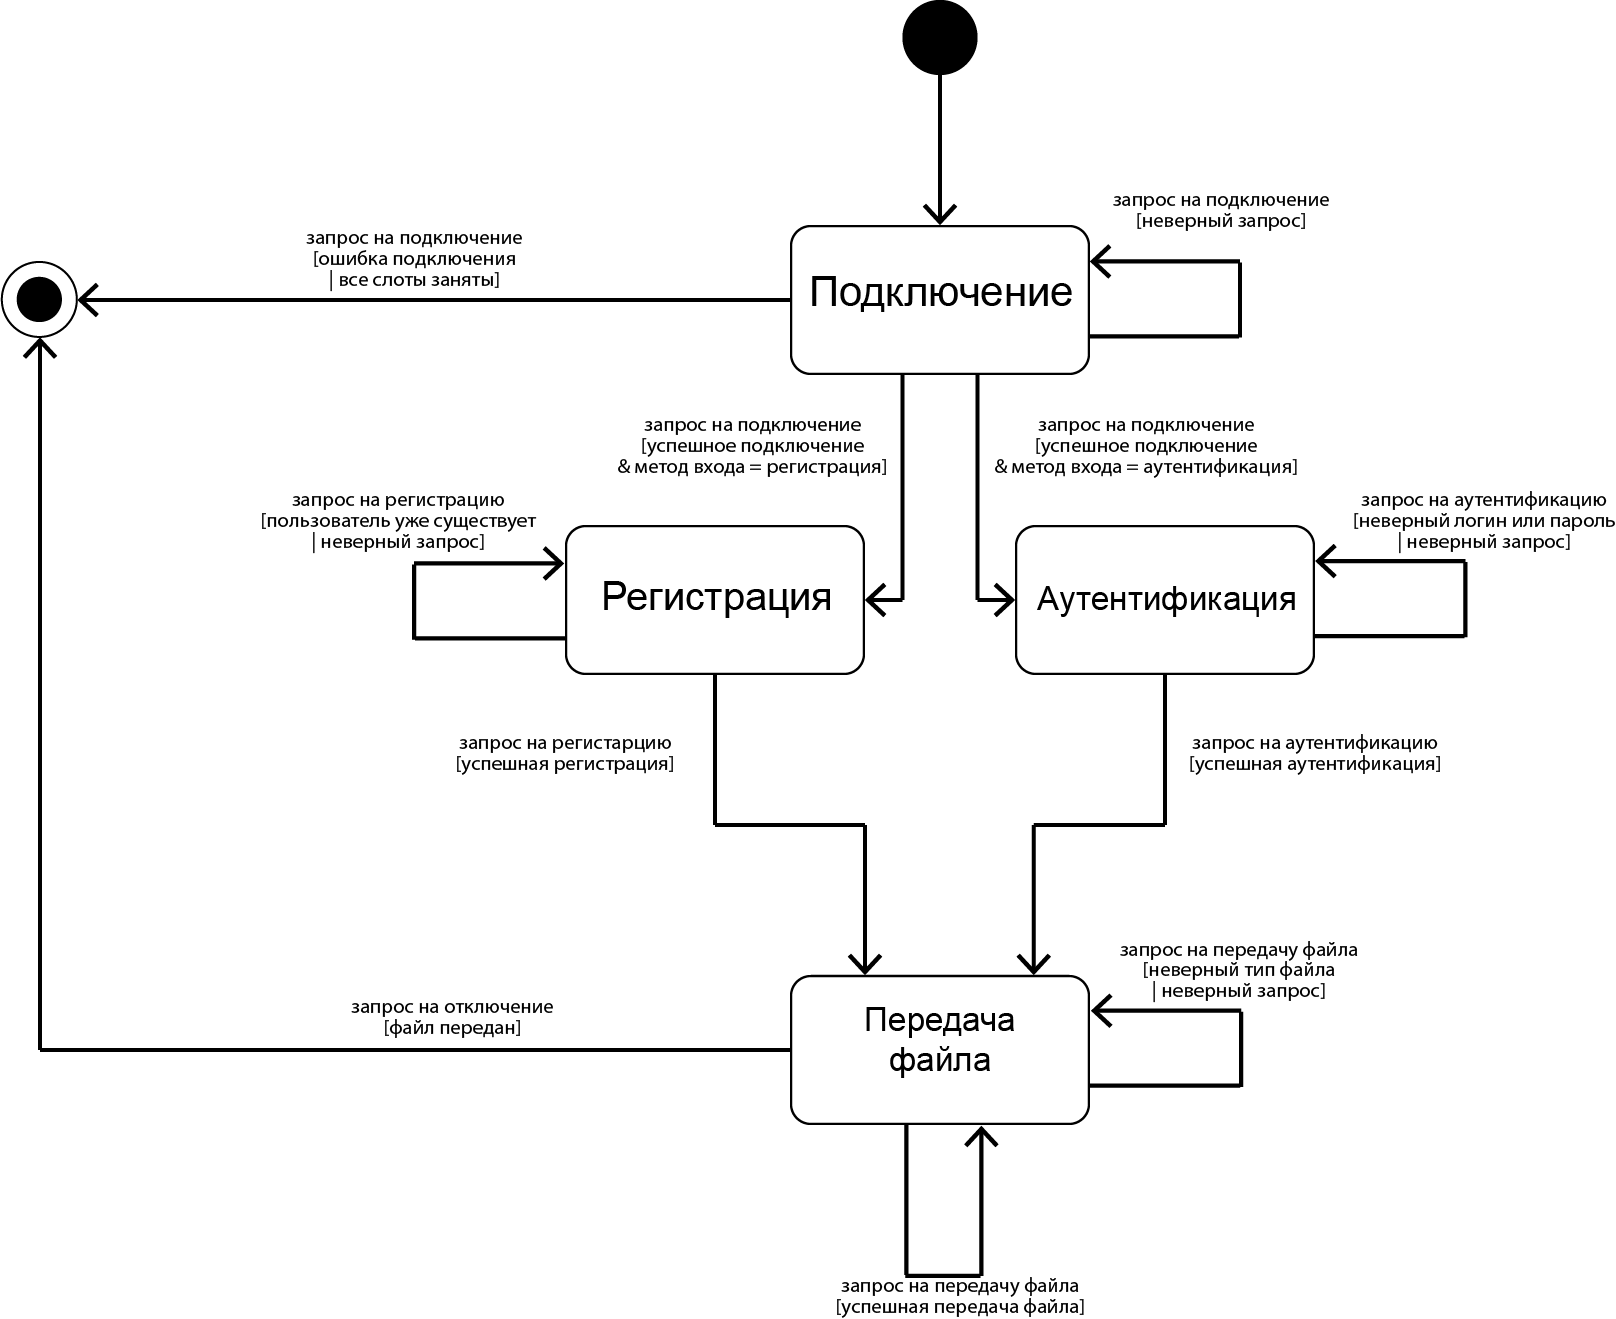 запрос на подключение
[неверный запрос]
запрос на подключение
[ошибка подключения
| все слоты заняты]
Подключение
запрос на подключение
[успешное подключение
& метод входа = регистрация]
запрос на подключение
[успешное подключение
& метод входа = аутентификация]
запрос на регистрацию
[пользователь уже существует
| неверный запрос]
запрос на аутентификацию
[неверный логин или пароль
| неверный запрос]
Регистрация
Аутентификация
запрос на регистарцию
[успешная регистрация]
запрос на аутентификацию
[успешная аутентификация]
запрос на передачу файла
[неверный тип файла
| неверный запрос]
запрос на отключение
[файл передан]
Передача
файла
запрос на передачу файла
[успешная передача файла]